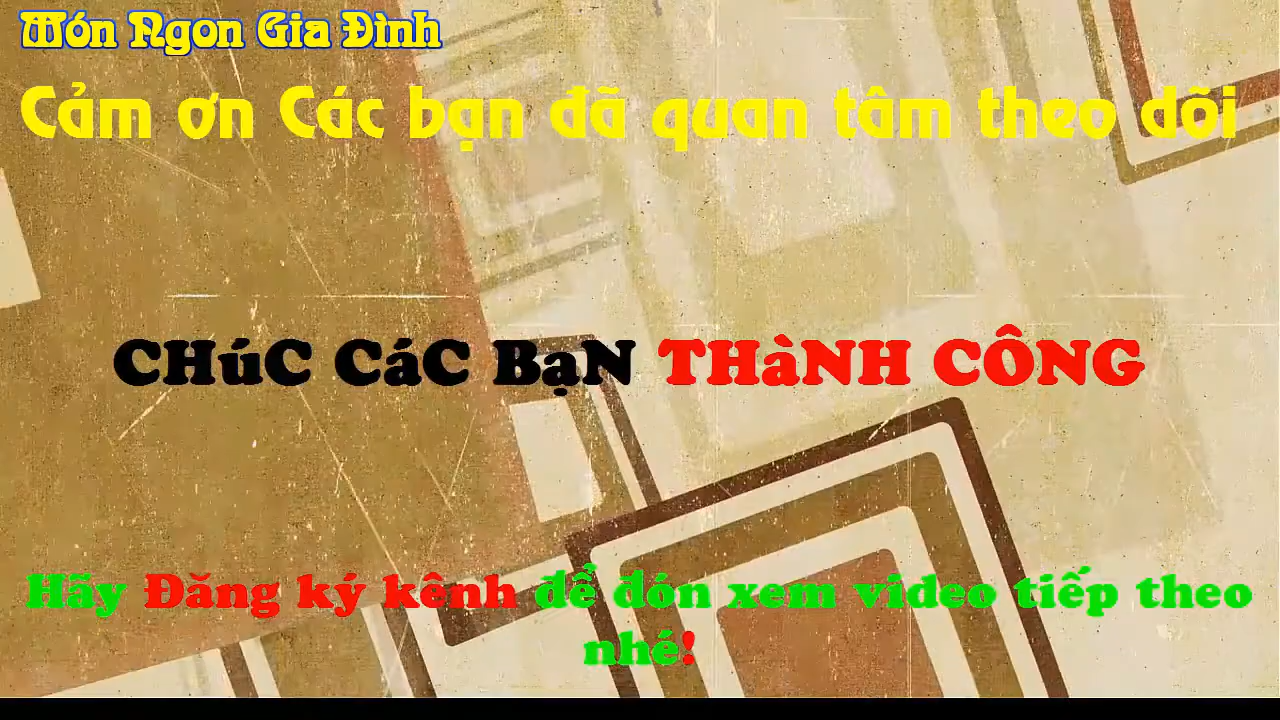 Món Ngon Gia Đình
Cảm ơn Các bạn đã quan tâm theo dõi
CHúC CáC BạN THàNH CÔNG
Hãy Đăng ký kênh để đón xem video tiếp theo
nhé!